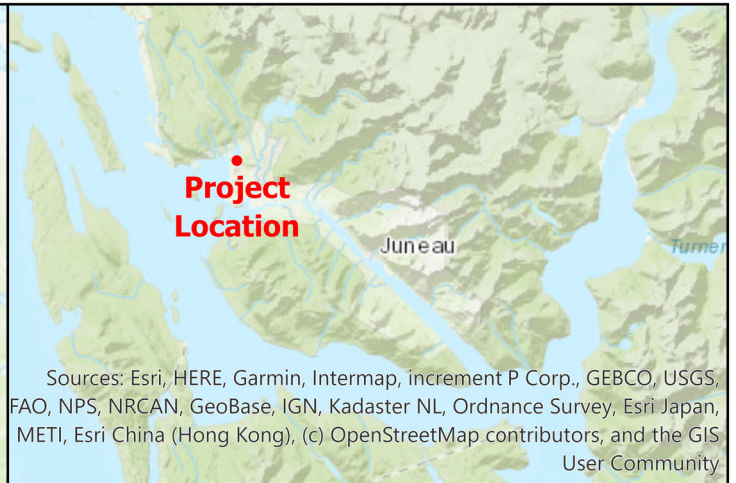 Project
Location
Juneau
Turner
Sources: Esri, HERE, Garmin, Intermap, increment P Corp., GEBCO, USGS,
FAO, NPS, NRCAN, GeoBase, IGN, Kadaster NL, Ordnance Survey, Esri Japan,
METI, Esri China (Hong Kong), (c) OpenStreetMap contributors, and the GIS
User Community